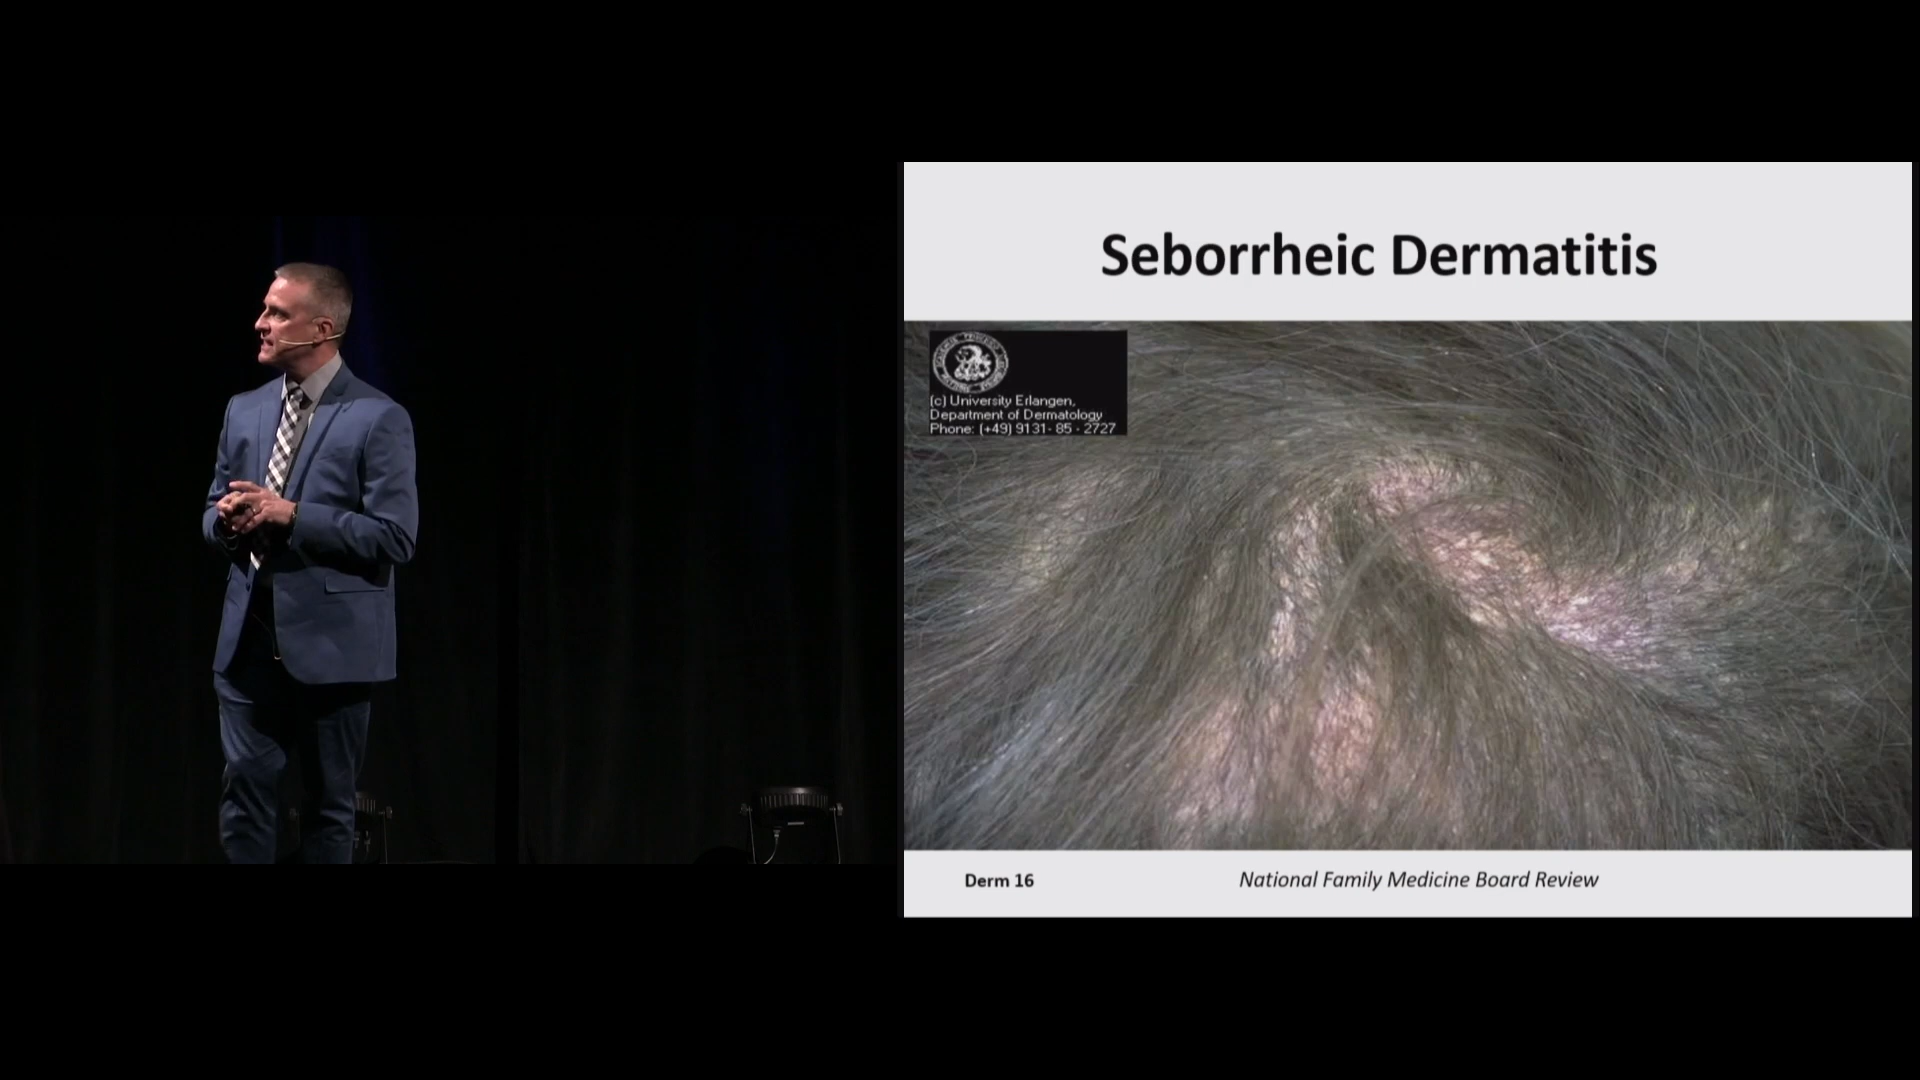 Seborrheic Dermatitis
(c) University Erlangen,
Department of Dermatology
Phone: (+49) 9131- 85 - 2727
Derm 16
National Family Medicine Board Review